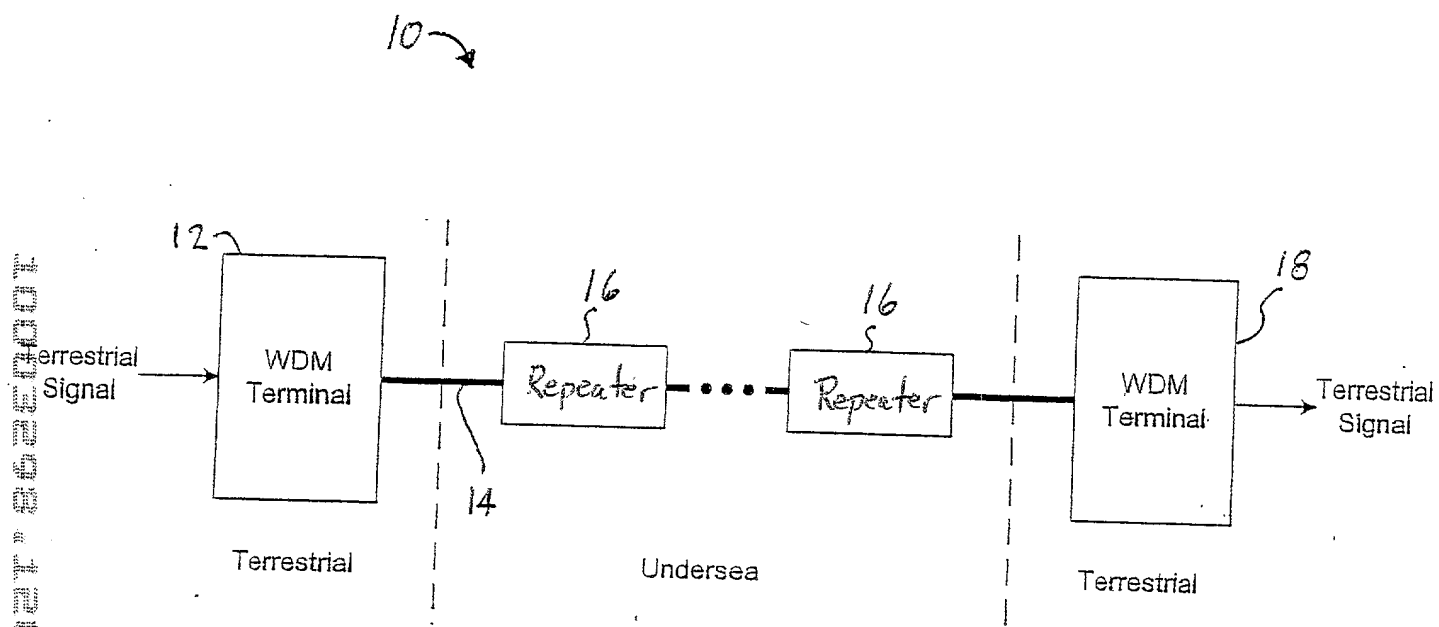 10
12
18
16
16
Terrestrial
Signal
WDM
Terminal
Repeater
Repeater
WDM
Terminal
Terrestrial
Signal
14
Terrestrial
Undersea
Terrestrial